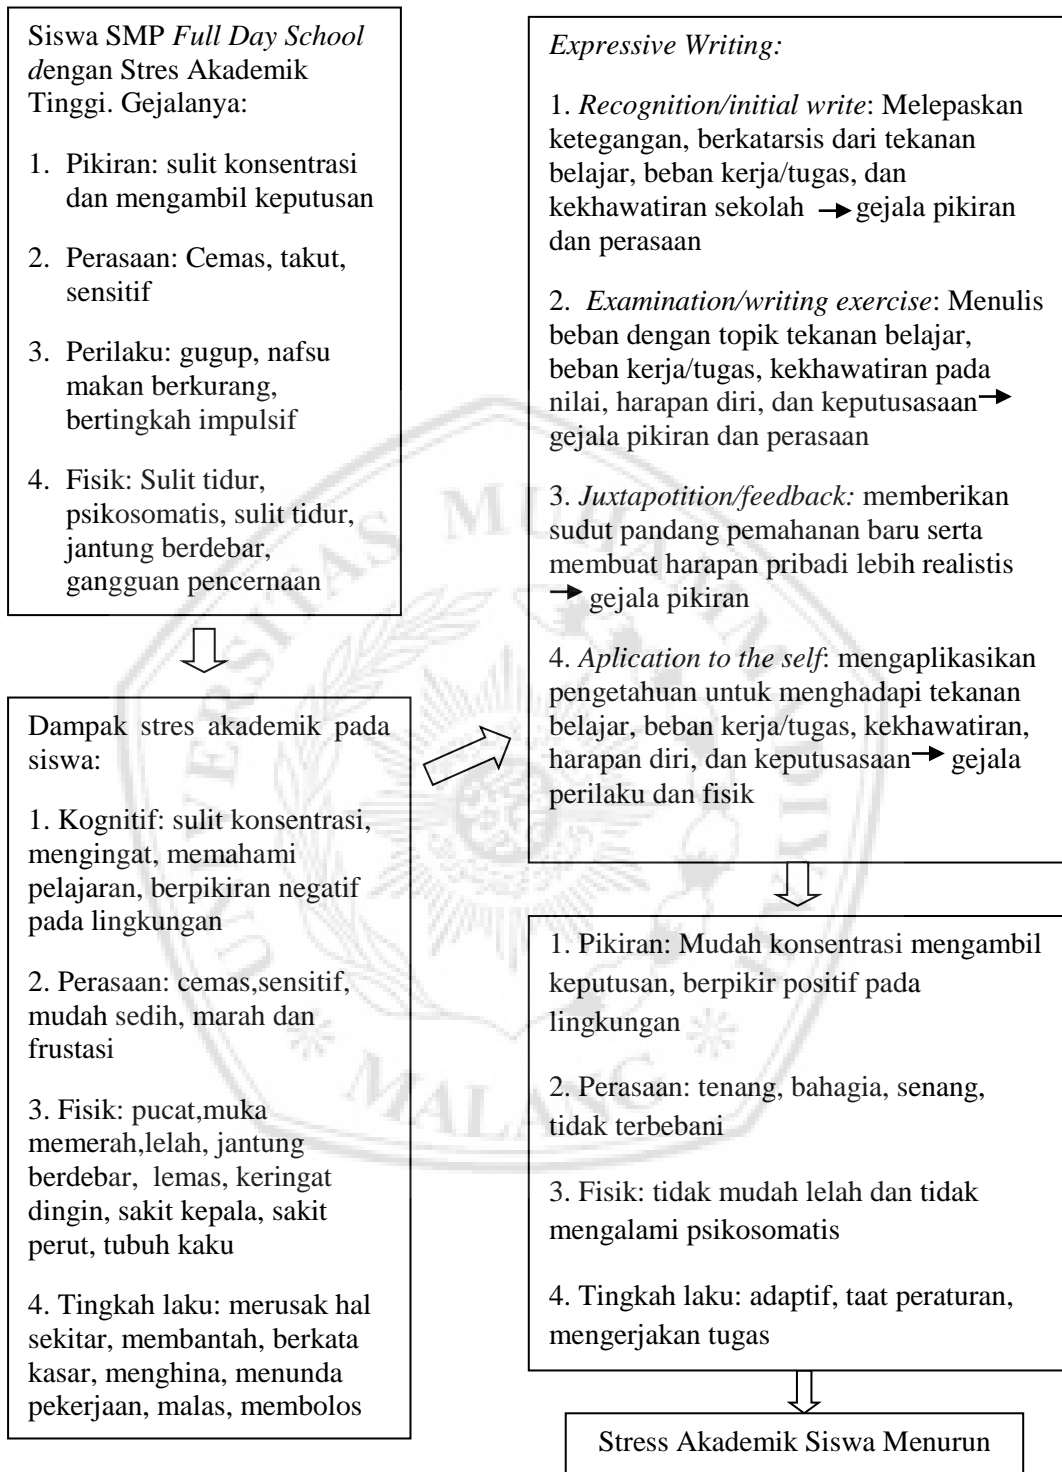 Siswa SMP Full Day School
dengan Stres Akademik
Tinggi. Gejalanya:
1. Pikiran: sulit konsentrasi
dan mengambil keputusan
2. Perasaan: Cemas, takut,
sensitif
3. Perilaku: gugup, nafsu
makan berkurang,
bertingkah impulsif
4. Fisik: Sulit tidur,
psikosomatis, sulit tidur,
jantung berdebar,
gangguan pencernaan
Dampak stres akademik pada
siswa:
1. Kognitif: sulit konsentrasi,
mengingat, memahami
pelajaran, berpikiran negatif
pada lingkungan
2. Perasaan: cemas,sensitif,
mudah sedih, marah dan
frustasi
3. Fisik: pucat,muka
memerah,lelah, jantung
berdebar, lemas, keringat
dingin, sakit kepala, sakit
perut, tubuh kaku
4. Tingkah laku: merusak hal
sekitar, membantah, berkata
kasar, menghina, menunda
pekerjaan, malas, membolos
Expressive Writing:
1. Recognition/initial write: Melepaskan
ketegangan, berkatarsis dari tekanan
belajar, beban kerja/tugas, dan
kekhawatiran sekolah → gejala pikiran
dan perasaan
2. Examination/writing exercise: Menulis
beban dengan topik tekanan belajar,
beban kerja/tugas, kekhawatiran pada
nilai, harapan diri, dan keputusasaan→
gejala pikiran dan perasaan
3. Juxtapotition/feedback: memberikan
sudut pandang pemahanan baru serta
membuat harapan pribadi lebih realistis
→ gejala pikiran
4. Aplication to the self: mengaplikasikan
pengetahuan untuk menghadapi tekanan
belajar, beban kerja/tugas, kekhawatiran,
harapan diri, dan keputusasaan→ gejala
perilaku dan fisik
1. Pikiran: Mudah konsentrasi mengambil
keputusan, berpikir positif pada
lingkungan
2. Perasaan: tenang, bahagia, senang,
tidak terbebani
3. Fisik: tidak mudah lelah dan tidak
mengalami psikosomatis
4. Tingkah laku: adaptif, taat peraturan,
mengerjakan tugas
Stress Akademik Siswa Menurun
UNIVERSITAS MUHAMMADIYAH
MALANG